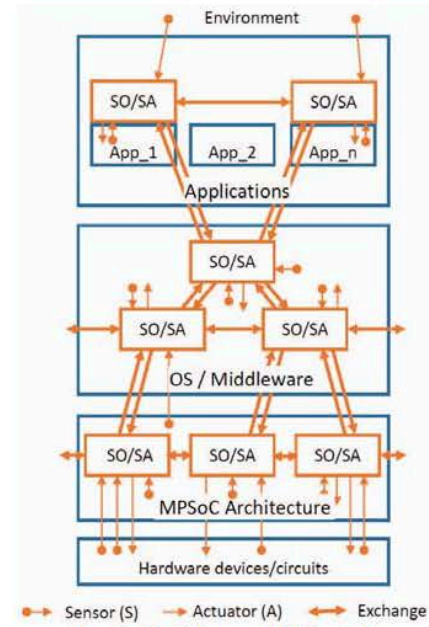 Environment
SO/SA SO/SA
App_1 App_2 App_n
Applications
SO/SA
SO/SA SO/SA
OS / Middleware
SO/SA SO/SA SO/SA
MPSoC Architecture
Hardware devices/circuits
Sensor (S) Actuator (A) Exchange